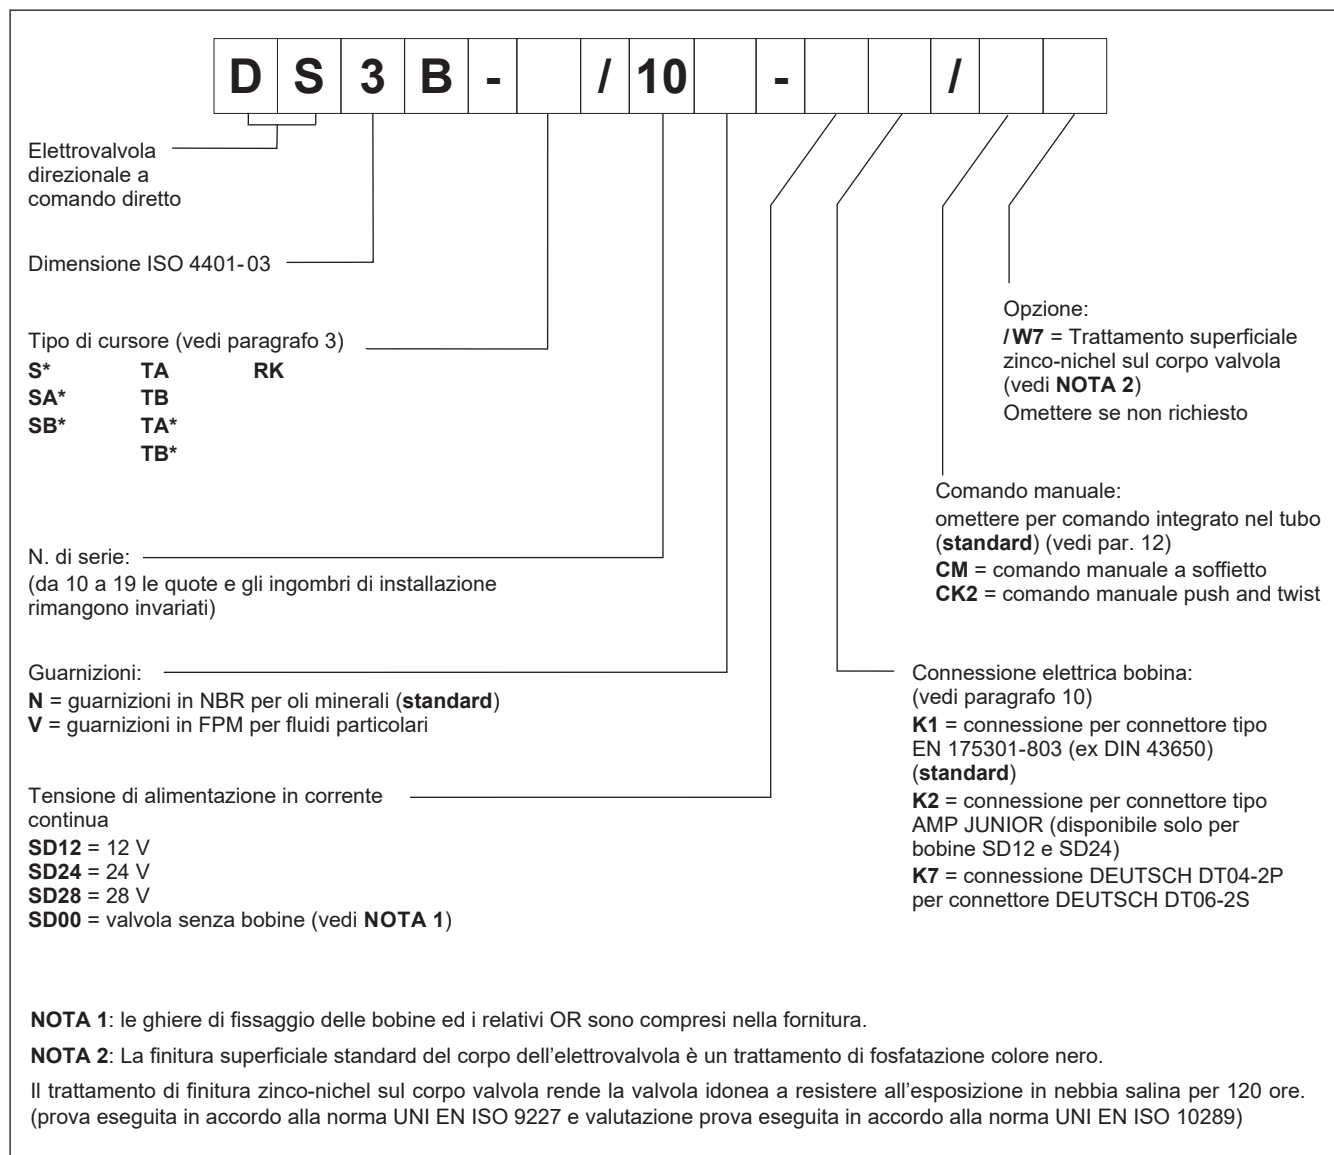 D S 3 B - / 10 - /
Elettrovalvola
direzionale a
comando diretto
Dimensione ISO 4401-03
Tipo di cursore (vedi paragrafo 3)
S* TA RK
SA* TB
SB* TA*
TB*
N. di serie:
(da 10 a 19 le quote e gli ingombri di installazione
rimangono invariati)
Guarnizioni:
N = guarnizioni in NBR per oli minerali (standard)
V = guarnizioni in FPM per fluidi particolari
Tensione di alimentazione in corrente
continua
SD12 = 12 V
SD24 = 24 V
SD28 = 28 V
SD00 = valvola senza bobine (vedi NOTA 1)
Opzione:
/W7 = Trattamento superficiale
zinco-nichel sul corpo valvola
(vedi NOTA 2)
Omettere se non richiesto
Comando manuale:
omettere per comando integrato nel tubo
(standard) (vedi par. 12)
CM = comando manuale a soffietto
CK2 = comando manuale push and twist
Connessione elettrica bobina:
(vedi paragrafo 10)
K1 = connessione per connettore tipo
EN 175301-803 (ex DIN 43650)
(standard)
K2 = connessione per connettore tipo
AMP JUNIOR (disponibile solo per
bobine SD12 e SD24)
K7 = connessione DEUTSCH DT04-2P
per connettore DEUTSCH DT06-2S
NOTA 1: le ghiere di fissaggio delle bobine ed i relativi OR sono compresi nella fornitura.
NOTA 2: La finitura superficiale standard del corpo dell'elettrovalvola è un trattamento di fosfatazione colore nero.
Il trattamento di finitura zinco-nichel sul corpo valvola rende la valvola idonea a resistere all'esposizione in nebbia salina per 120 ore.
(prova eseguita in accordo alla norma UNI EN ISO 9227 e valutazione prova eseguita in accordo alla norma UNI EN ISO 10289)